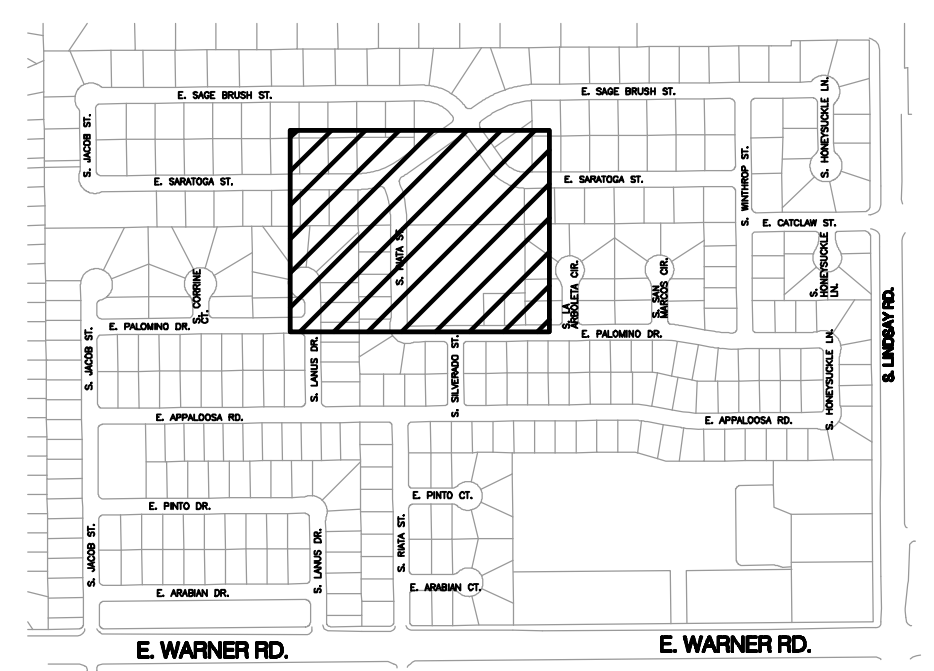 E. SAGE BRUSH ST.
E. SAGE BRUSH ST.
S. HONEYSUCKLE LN.
S. JACOB ST.
E. SARATOGA ST.
E. SARATOGA ST.
S. WINTHROP ST.
E. CATCLAW ST.
S. RIATA ST.
S. CORRINE
CT.
S. LA
ARBOLETA CIR.
S. SAN
MARCOS CIR.
S. HONEYSUCKLE
LN.
E. PALOMINO DR.
E. PALOMINO DR.
S. JACOB ST.
S. LANUS DR.
S. SILVERADO ST.
S. HONEYSUCKLE LN.
S. LINDSAY RD.
E. APPALOOSA RD.
E. APPALOOSA RD.
E. PINTO CT.
E. PINTO DR.
S. JACOB ST.
S. LANUS DR.
S. RIATA ST.
E. ARABIAN DR.
E. ARABIAN CT.
E. WARNER RD.
E. WARNER RD.